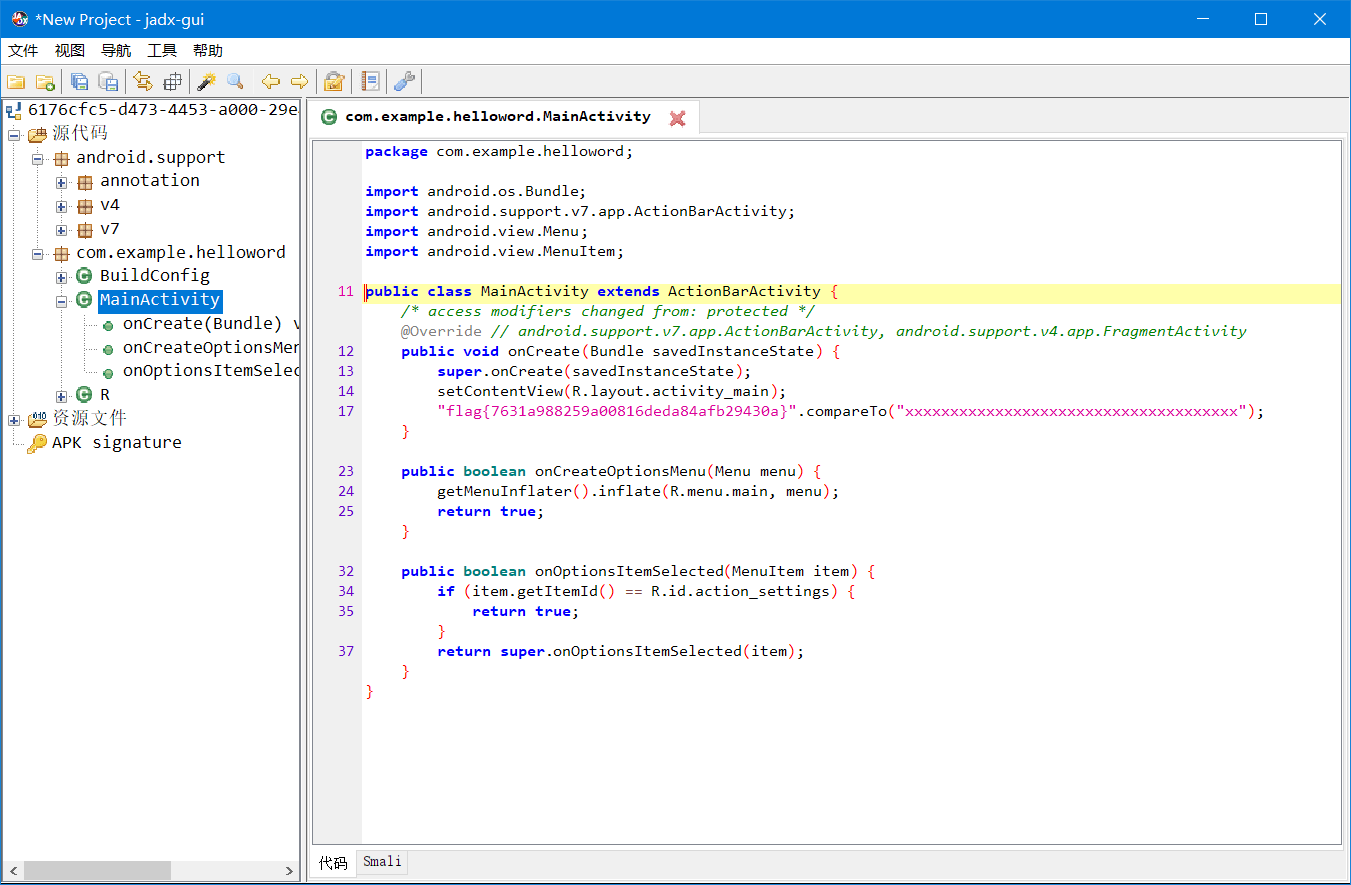 *New Project - jadx-gui
文件 视图 导航 工具 帮助
6176cfc5-d473-4453-a000-29e
源代码
android.support
annotation
v4
v7
com.example.helloword
BuildConfig
MainActivity
onCreate(Bundle) v
onCreateOptionsMen
onOptionsItemSelec
R
资源文件
APK signature
com.example.helloword.MainActivity
package com.example.helloword;
import android.os.Bundle;
import android.support.v7.app.ActionBarActivity;
import android.view.Menu;
import android.view.MenuItem;
11 public class MainActivity extends ActionBarActivity {
/* access modifiers changed from: protected */
@Override // android.support.v7.app.ActionBarActivity, android.support.v4.app.FragmentActivity
12 public void onCreate(Bundle savedInstanceState) {
13 super.onCreate(savedInstanceState);
14 setContentView(R.layout.activity_main);
17 "flag{7631a988259a00816deda84afb29430a}".compareTo("xxxxxxxxxxxxxxxxxxxxxxxxxxxxxxxxxxxxx");
}
23 public boolean onCreateOptionsMenu(Menu menu) {
24 getMenuInflater().inflate(R.menu.main, menu);
25 return true;
}
32 public boolean onOptionsItemSelected(MenuItem item) {
34 if (item.getItemId() == R.id.action_settings) {
35 return true;
}
37 return super.onOptionsItemSelected(item);
}
}
代码 Smali